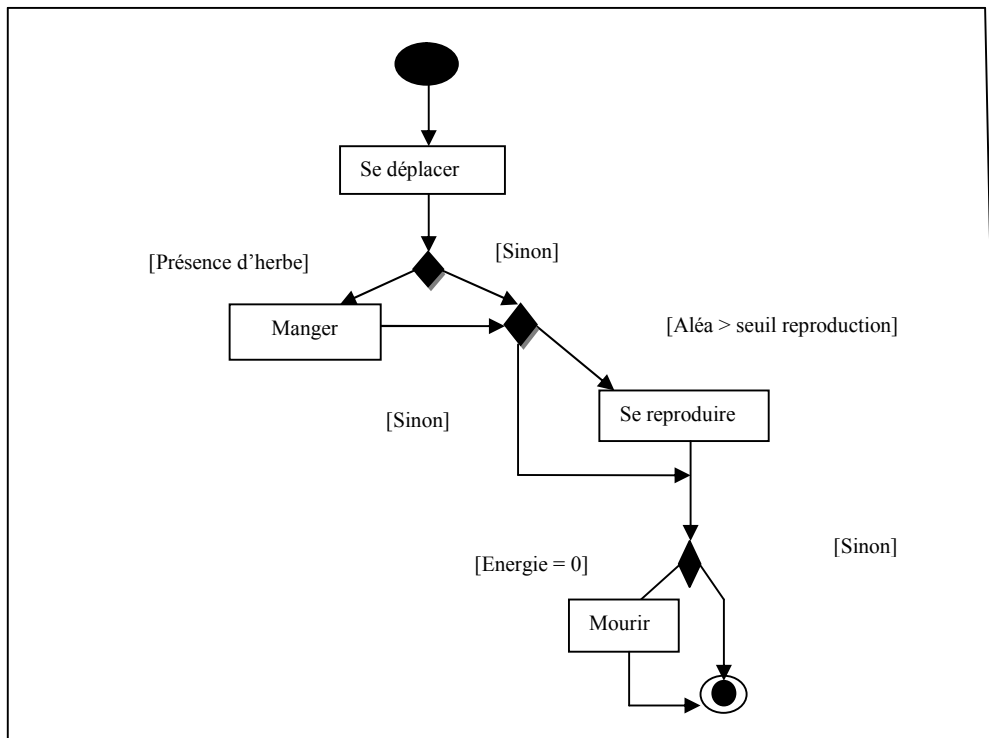 Se déplacer
[Sinon]
[Présence d’herbe]
Manger
[Aléa > seuil reproduction]
Se reproduire
[Sinon]
[Sinon]
[Energie = 0]
Mourir